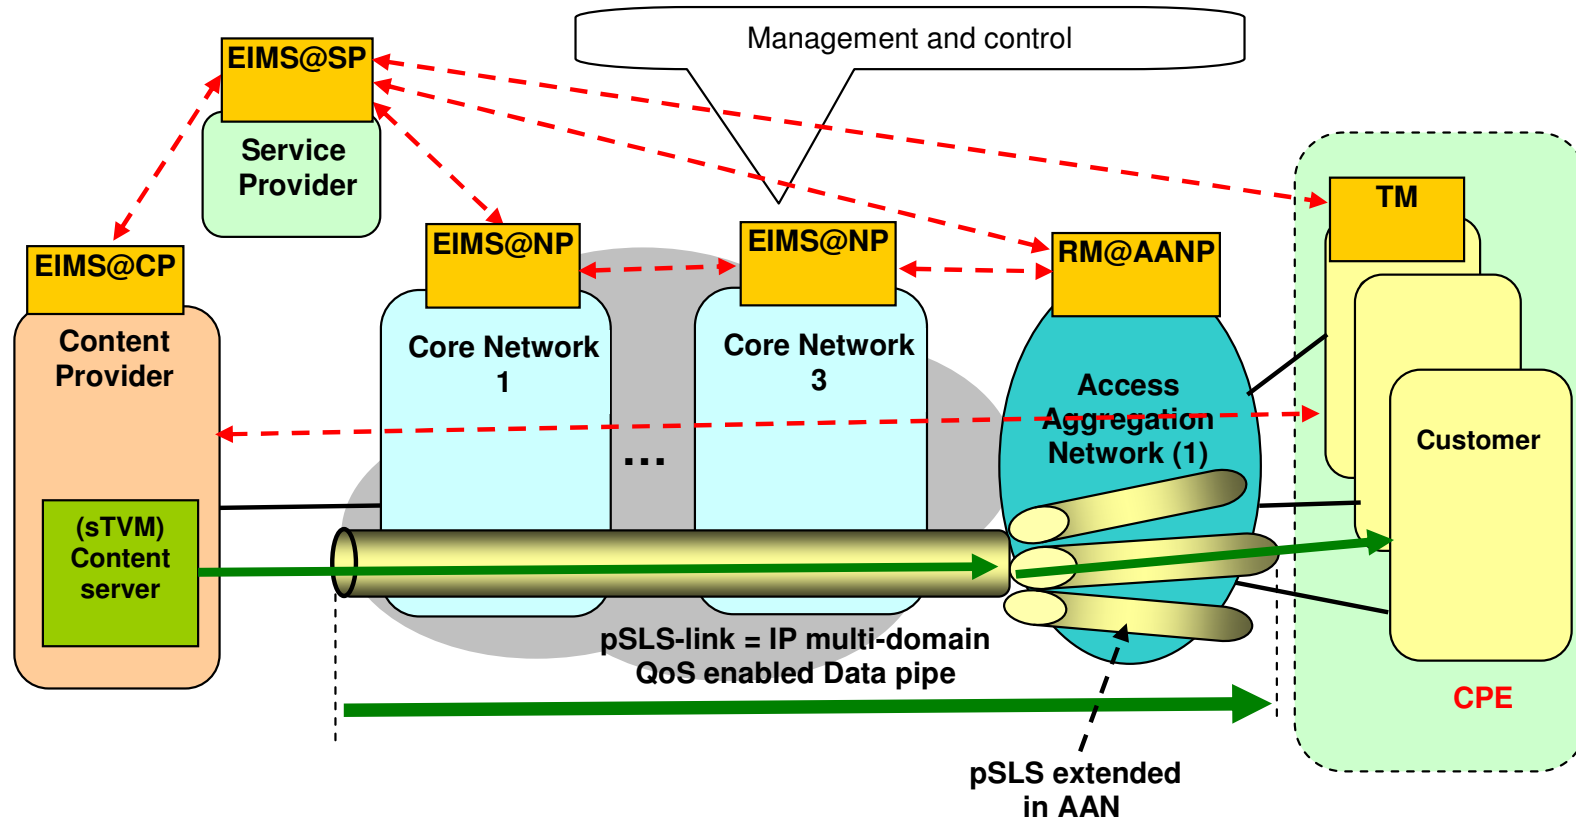 Management and control
EIMS@SP
Service
Provider
TM
EIMS@CP
EIMS@NP
EIMS@NP
RM@AANP
Content
Provider
Core Network
1
Core Network
3
Access
Aggregation
Network (1)
Customer
...
(sTVM)
Content
server
pSLS-link = IP multi-domain
QoS enabled Data pipe
CPE
pSLS extended
in AAN